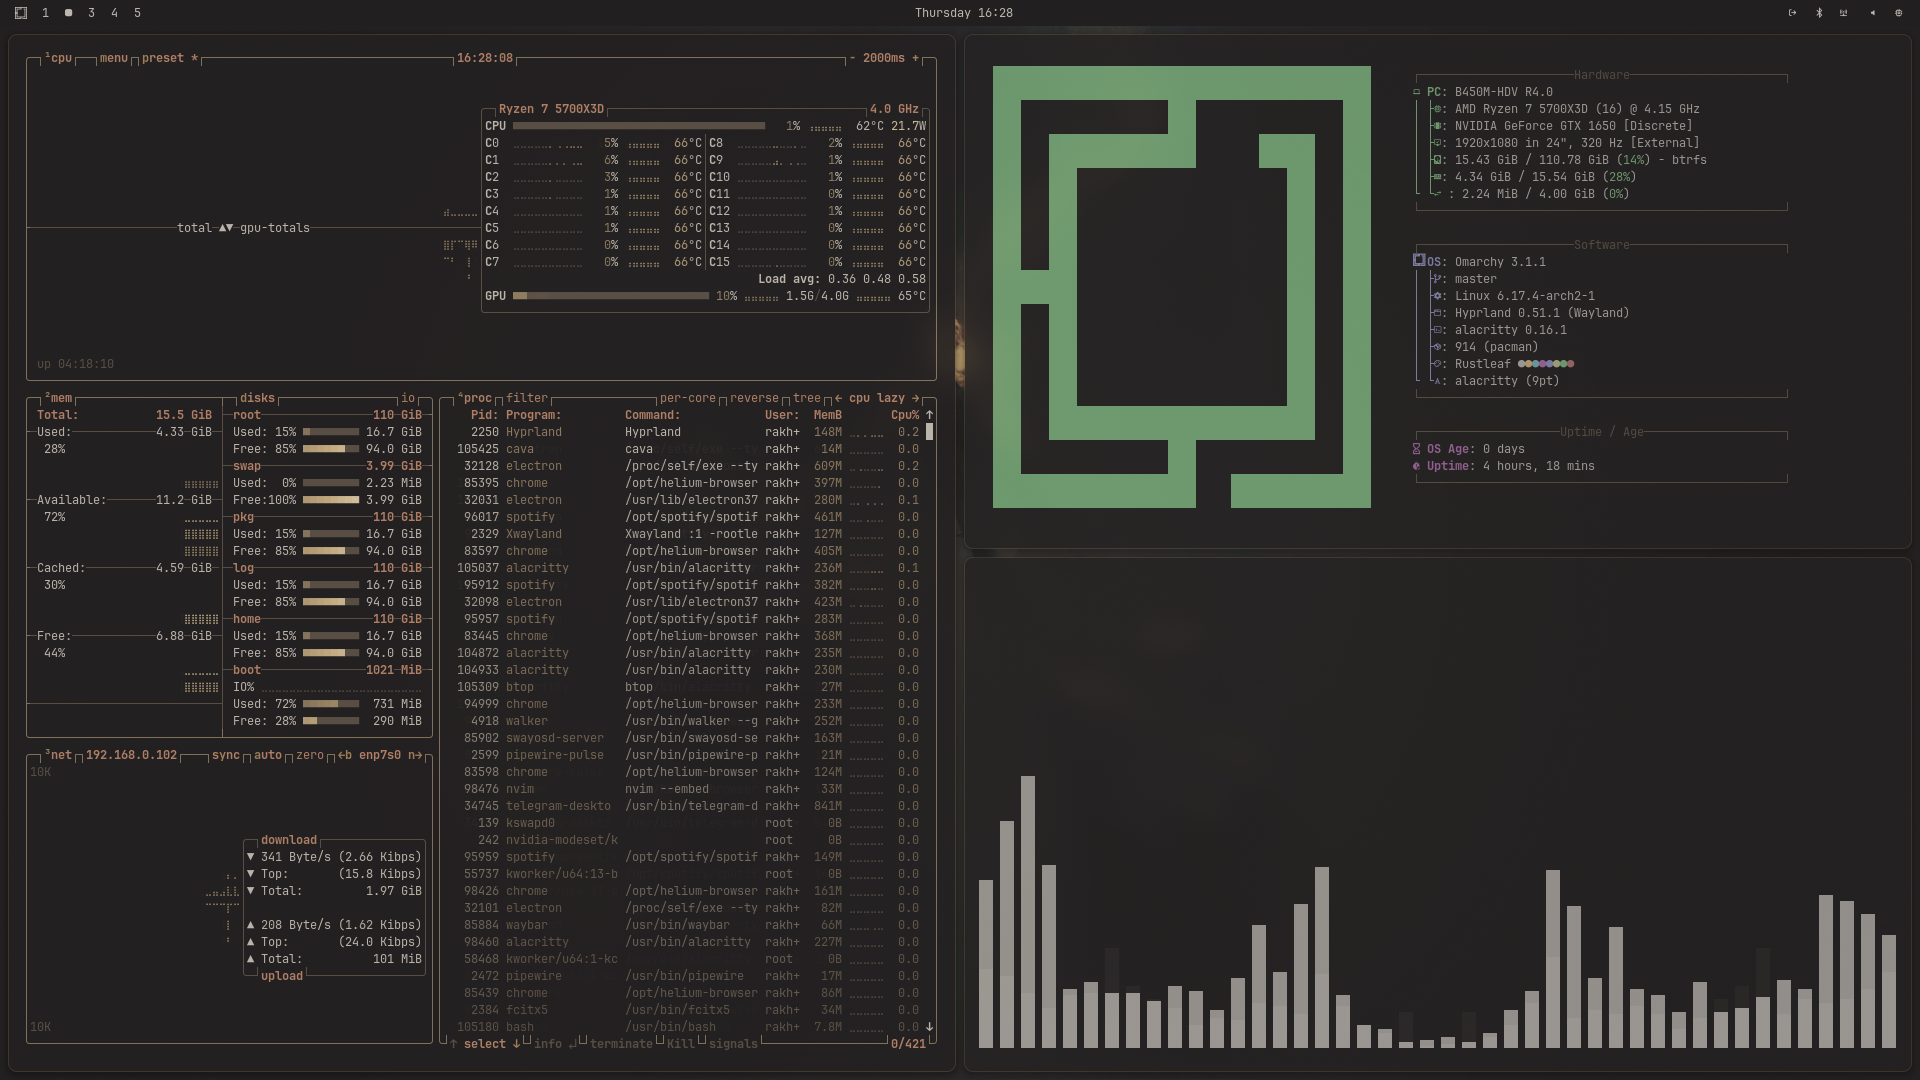 1 3 4 5
Thursday 16:28
¹cpu menu preset * 16:28:08 - 2000ms +
Ryzen 7 5700X3D 4.0 GHz
CPU 1% 62°C 21.7W
C0 5% 66°C C8 2% 66°C
C1 6% 66°C C9 1% 66°C
C2 3% 66°C C10 1% 66°C
C3 1% 66°C C11 0% 66°C
C4 1% 66°C C12 1% 66°C
C5 1% 66°C C13 0% 66°C
C6 0% 66°C C14 0% 66°C
C7 0% 66°C C15 0% 66°C
Load avg: 0.36 0.48 0.58
GPU 10% 1.5G/4.0G 65°C
total ▲▼ gpu-totals
up 04:18:10
²mem
Total: 15.5 GiB
Used: 4.33 GiB
28%
Available: 11.2 GiB
72%
Cached: 4.59 GiB
30%
Free: 6.88 GiB
44%
disks io
root 110 GiB
Used: 15% 16.7 GiB
Free: 85% 94.0 GiB
swap 3.99 GiB
Used: 0% 2.23 MiB
Free:100% 3.99 GiB
pkg 110 GiB
Used: 15% 16.7 GiB
Free: 85% 94.0 GiB
log 110 GiB
Used: 15% 16.7 GiB
Free: 85% 94.0 GiB
home 110 GiB
Used: 15% 16.7 GiB
Free: 85% 94.0 GiB
boot 1021 MiB
IO%
Used: 72% 731 MiB
Free: 28% 290 MiB
³net 192.168.0.102 sync auto zero ←b enp7s0 n→
10K
download
▼ 341 Byte/s (2.66 Kibps)
▼ Top: (15.8 Kibps)
▼ Total: 1.97 GiB
▲ 208 Byte/s (1.62 Kibps)
▲ Top: (24.0 Kibps)
▲ Total: 101 MiB
upload
10K
⁴proc filter per-core reverse tree ← cpu lazy →
Pid: Program: Command: User: MemB Cpu% ↑
2250 Hyprland Hyprland rakh+ 148M 0.2
105425 cava cava rakh+ 14M 0.0
32128 electron /proc/self/exe --ty rakh+ 609M 0.2
85395 chrome /opt/helium-browser rakh+ 397M 0.0
32031 electron /usr/lib/electron37 rakh+ 280M 0.1
96017 spotify /opt/spotify/spotif rakh+ 461M 0.0
2329 Xwayland Xwayland :1 -rootle rakh+ 127M 0.0
83597 chrome /opt/helium-browser rakh+ 405M 0.0
105037 alacritty /usr/bin/alacritty rakh+ 236M 0.1
95912 spotify /opt/spotify/spotif rakh+ 382M 0.0
32098 electron /usr/lib/electron37 rakh+ 423M 0.0
95957 spotify /opt/spotify/spotif rakh+ 283M 0.0
83445 chrome /opt/helium-browser rakh+ 368M 0.0
104872 alacritty /usr/bin/alacritty rakh+ 235M 0.0
104933 alacritty /usr/bin/alacritty rakh+ 230M 0.0
105309 btop btop rakh+ 27M 0.0
94999 chrome /opt/helium-browser rakh+ 233M 0.0
4918 walker /usr/bin/walker --g rakh+ 252M 0.0
85902 swayosd-server /usr/bin/swayosd-se rakh+ 163M 0.0
2599 pipewire-pulse /usr/bin/pipewire-p rakh+ 21M 0.0
83598 chrome /opt/helium-browser rakh+ 124M 0.0
98476 nvim nvim --embed rakh+ 33M 0.0
34745 telegram-deskto /usr/bin/telegram-d rakh+ 841M 0.0
139 kswapd0 root 0B 0.0
242 nvidia-modeset/k root 0B 0.0
95959 spotify /opt/spotify/spotif rakh+ 149M 0.0
55737 kworker/u64:13-b root 0B 0.0
98426 chrome /opt/helium-browser rakh+ 161M 0.0
32101 electron /proc/self/exe --ty rakh+ 82M 0.0
85884 waybar /usr/bin/waybar rakh+ 66M 0.0
98460 alacritty /usr/bin/alacritty rakh+ 227M 0.0
58468 kworker/u64:1-kc root 0B 0.0
2472 pipewire /usr/bin/pipewire rakh+ 17M 0.0
85439 chrome /opt/helium-browser rakh+ 86M 0.0
2384 fcitx5 /usr/bin/fcitx5 rakh+ 34M 0.0
105180 bash /usr/bin/bash rakh+ 7.8M 0.0 ↓
↑ select ↓ info ↲ terminate Kill signals 0/421
Hardware
PC: B450M-HDV R4.0
: AMD Ryzen 7 5700X3D (16) @ 4.15 GHz
: NVIDIA GeForce GTX 1650 [Discrete]
: 1920x1080 in 24", 320 Hz [External]
: 15.43 GiB / 110.78 GiB (14%) - btrfs
: 4.34 GiB / 15.54 GiB (28%)
: 2.24 MiB / 4.00 GiB (0%)
Software
OS: Omarchy 3.1.1
: master
: Linux 6.17.4-arch2-1
: Hyprland 0.51.1 (Wayland)
: alacritty 0.16.1
: 914 (pacman)
: Rustleaf
: alacritty (9pt)
Uptime / Age
OS Age: 0 days
Uptime: 4 hours, 18 mins